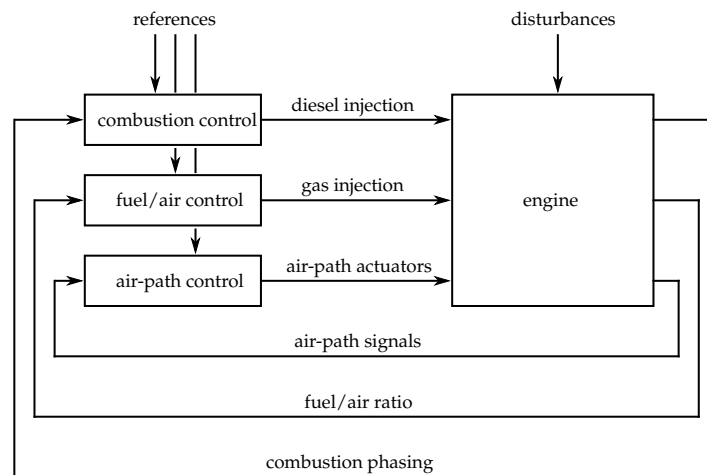 references
disturbances
combustion control
diesel injection
fuel/air control
gas injection
engine
air-path control
air-path actuators
air-path signals
fuel/air ratio
combustion phasing